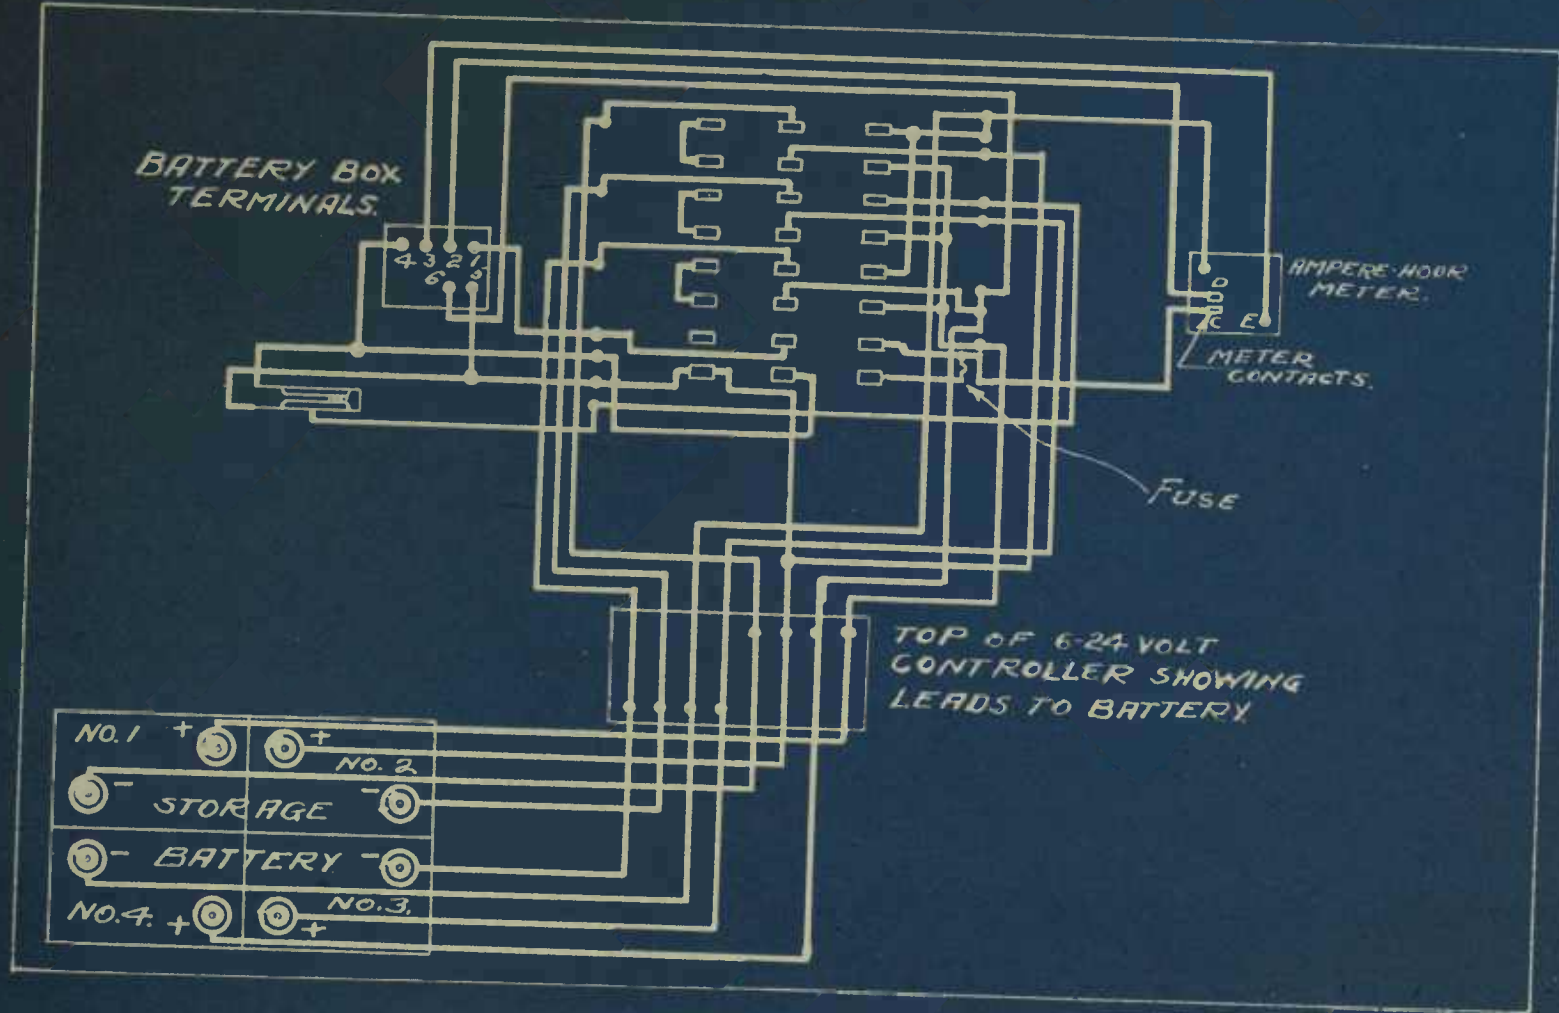 BATTERY BOX
TERMINALS.
4 3 2 1
6 5
D
C E
AMPERE-HOUR
METER.
METER
CONTACTS.
FUSE
TOP OF 6-24 VOLT
CONTROLLER SHOWING
LEADS TO BATTERY
NO. 1 + +
NO. 2
- STORAGE -
- BATTERY -
NO. 4. + + NO. 3.